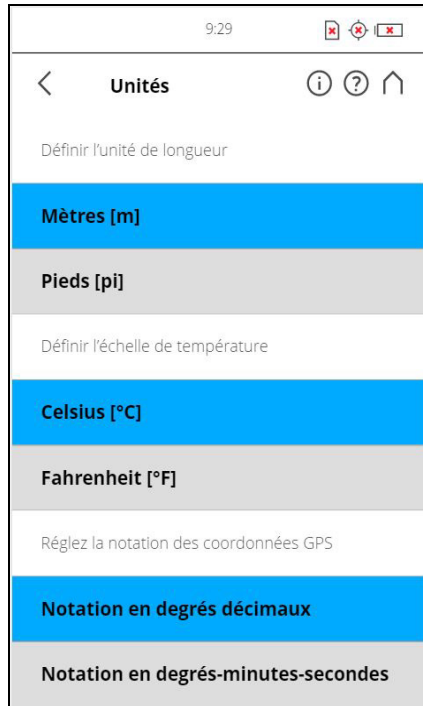 9:29
Unités
Définir l'unité de longueur
Mètres [m]
Pieds [pi]
Définir l'échelle de température
Celsius [°C]
Fahrenheit [°F]
Réglez la notation des coordonnées GPS
Notation en degrés décimaux
Notation en degrés-minutes-secondes